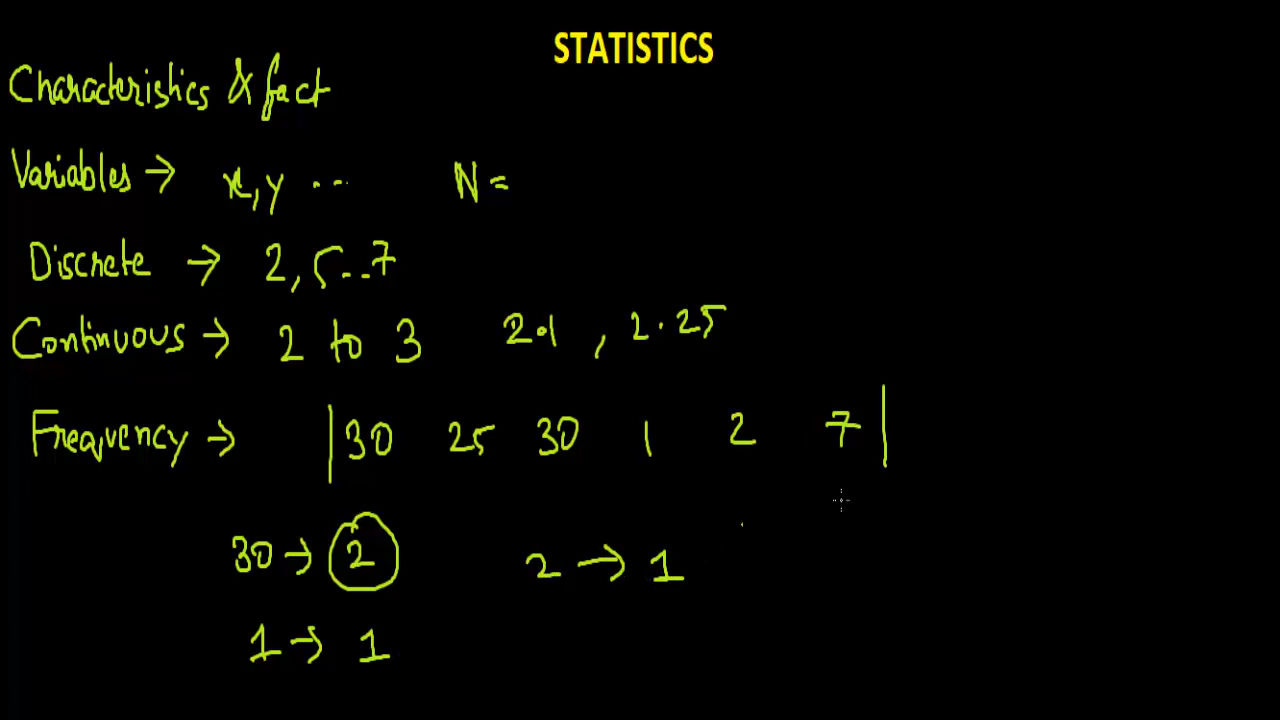 STATISTICS
Characteristics & fact
Variables → x, y ... N =
Discrete → 2, 5...7
Continuous → 2 to 3 2.1 , 2.25
Frequency → | 30 25 30 1 2 7 |
30 → 2 2 → 1
1 → 1